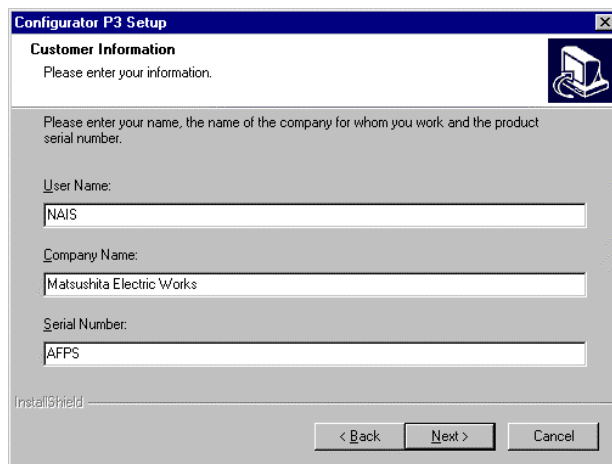 Configurator P3 Setup
Customer Information
Please enter your information.
Please enter your name, the name of the company for whom you work and the product
serial number.
User Name:
NAIS
Company Name:
Matsushita Electric Works
Serial Number:
AFPS
InstallShield
< Back
Next >
Cancel